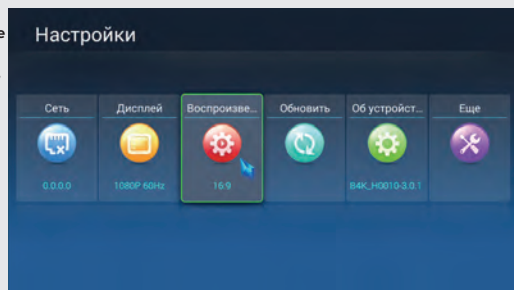 е
Настройки
Сеть
Дисплей
Воспроизве...
Обновить
Об устройст...
Еще
0.0.0.0
1080P 60Hz
16:9
B4K_H0010-3.0.1